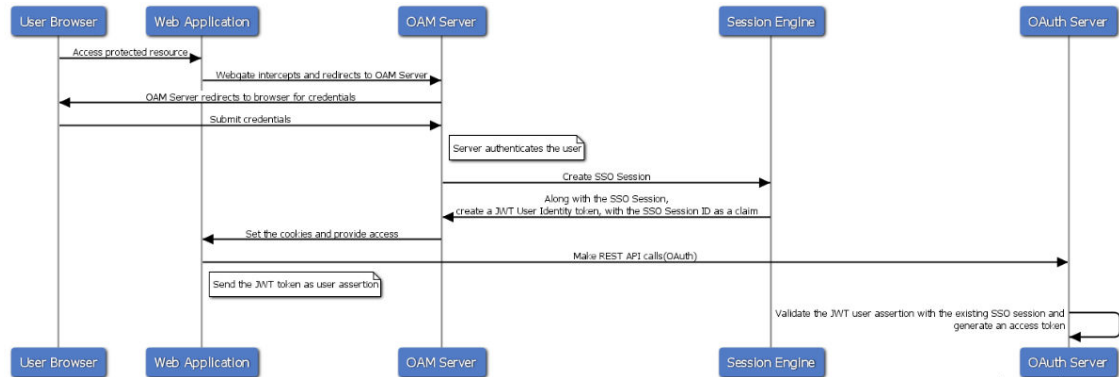 User Browser
Web Application
OAM Server
Session Engine
OAuth Server
Access protected resource
Webgate intercepts and redirects to OAM Server
OAM Server redirects to browser for credentials
Submit credentials
Server authenticates the user
Create SSO Session
Along with the SSO Session,
create a JWT User Identity token, with the SSO Session ID as a claim
Set the cookies and provide access
Make REST API calls(OAuth)
Send the JWT token as user assertion
Validate the JWT user assertion with the existing SSO session and
generate an access token
User Browser
Web Application
OAM Server
Session Engine
OAuth Server